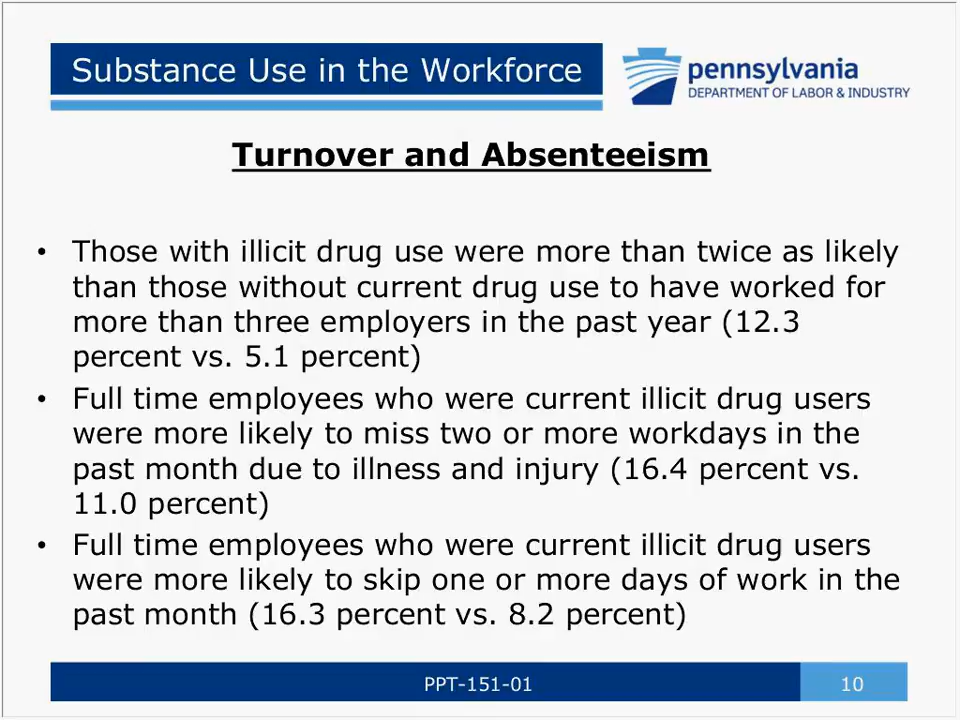 Substance Use in the Workforce
pennsylvania
DEPARTMENT OF LABOR & INDUSTRY
Turnover and Absenteeism
• Those with illicit drug use were more than twice as likely
than those without current drug use to have worked for
more than three employers in the past year (12.3
percent vs. 5.1 percent)
• Full time employees who were current illicit drug users
were more likely to miss two or more workdays in the
past month due to illness and injury (16.4 percent vs.
11.0 percent)
• Full time employees who were current illicit drug users
were more likely to skip one or more days of work in the
past month (16.3 percent vs. 8.2 percent)
PPT-151-01
10